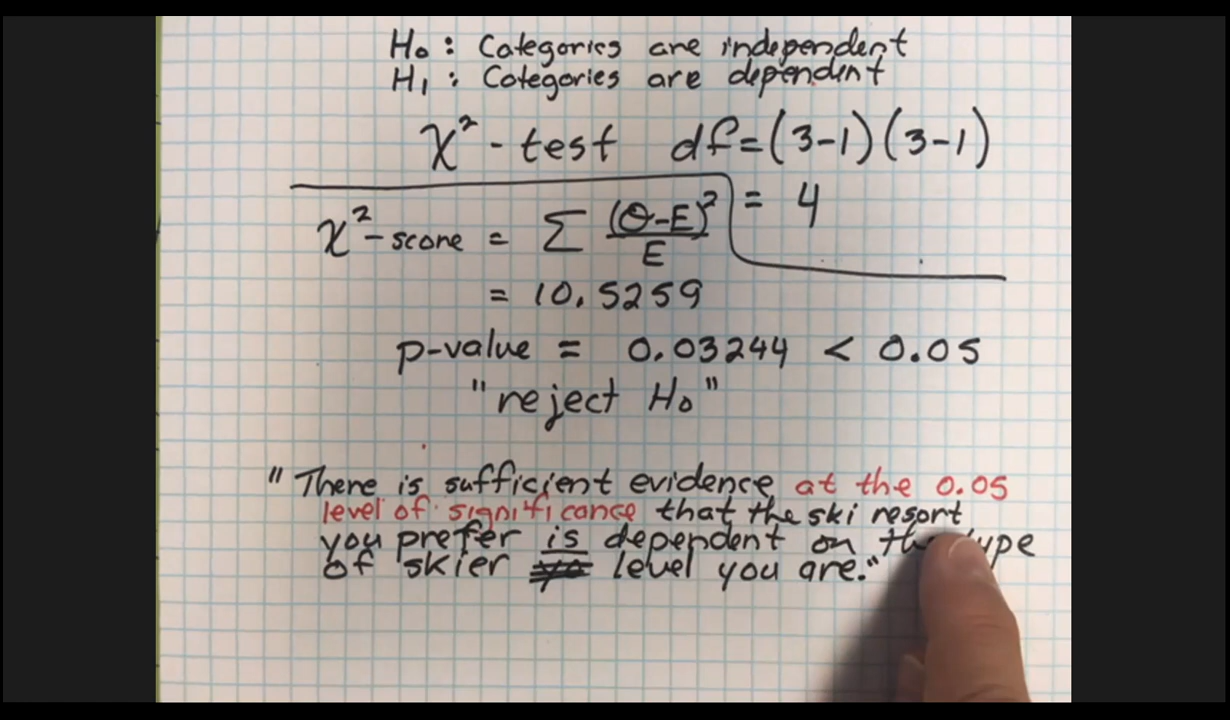 H₀ : Categories are independent
H₁ : Categories are dependent
χ² - test df = (3-1)(3-1)
= 4
χ² - score = Σ (O-E)² / E
= 10.5259
p-value = 0.03244 < 0.05
"reject H₀"
"There is sufficient evidence at the 0.05
level of significance that the ski resort
you prefer is dependent on the type
of skier level you are."